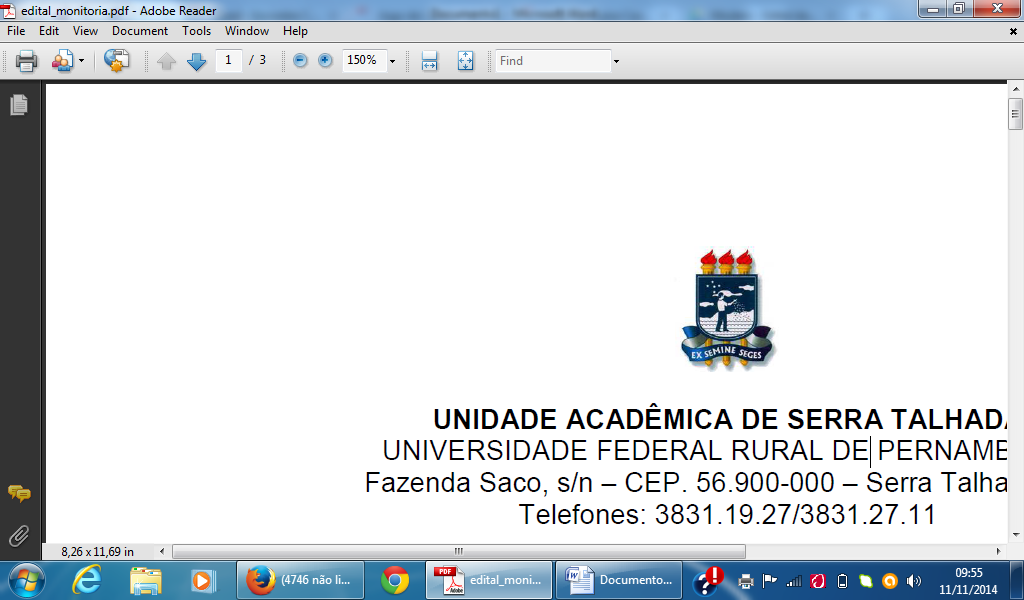 edital_monitoria.pdf - Adobe Reader
File Edit View Document Tools Window Help
1 / 3 150% Find
EX SEMINE SEGES
UNIDADE ACADÊMICA DE SERRA TALHADA
UNIVERSIDADE FEDERAL RURAL DE PERNAMB
Fazenda Saco, s/n – CEP. 56.900-000 – Serra Talha
Telefones: 3831.19.27/3831.27.11
8,26 x 11,69 in
(4746 não li... edital_moni... Documento... 09:55
11/11/2014